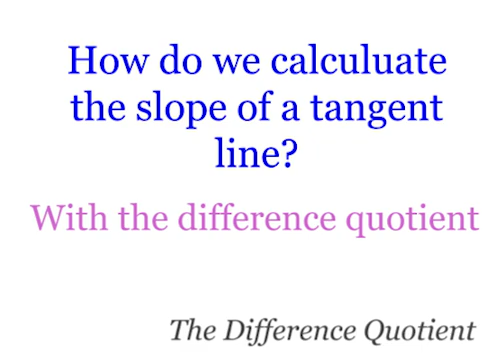 How do we calculuate
the slope of a tangent
line?
With the difference quotient
The Difference Quotient